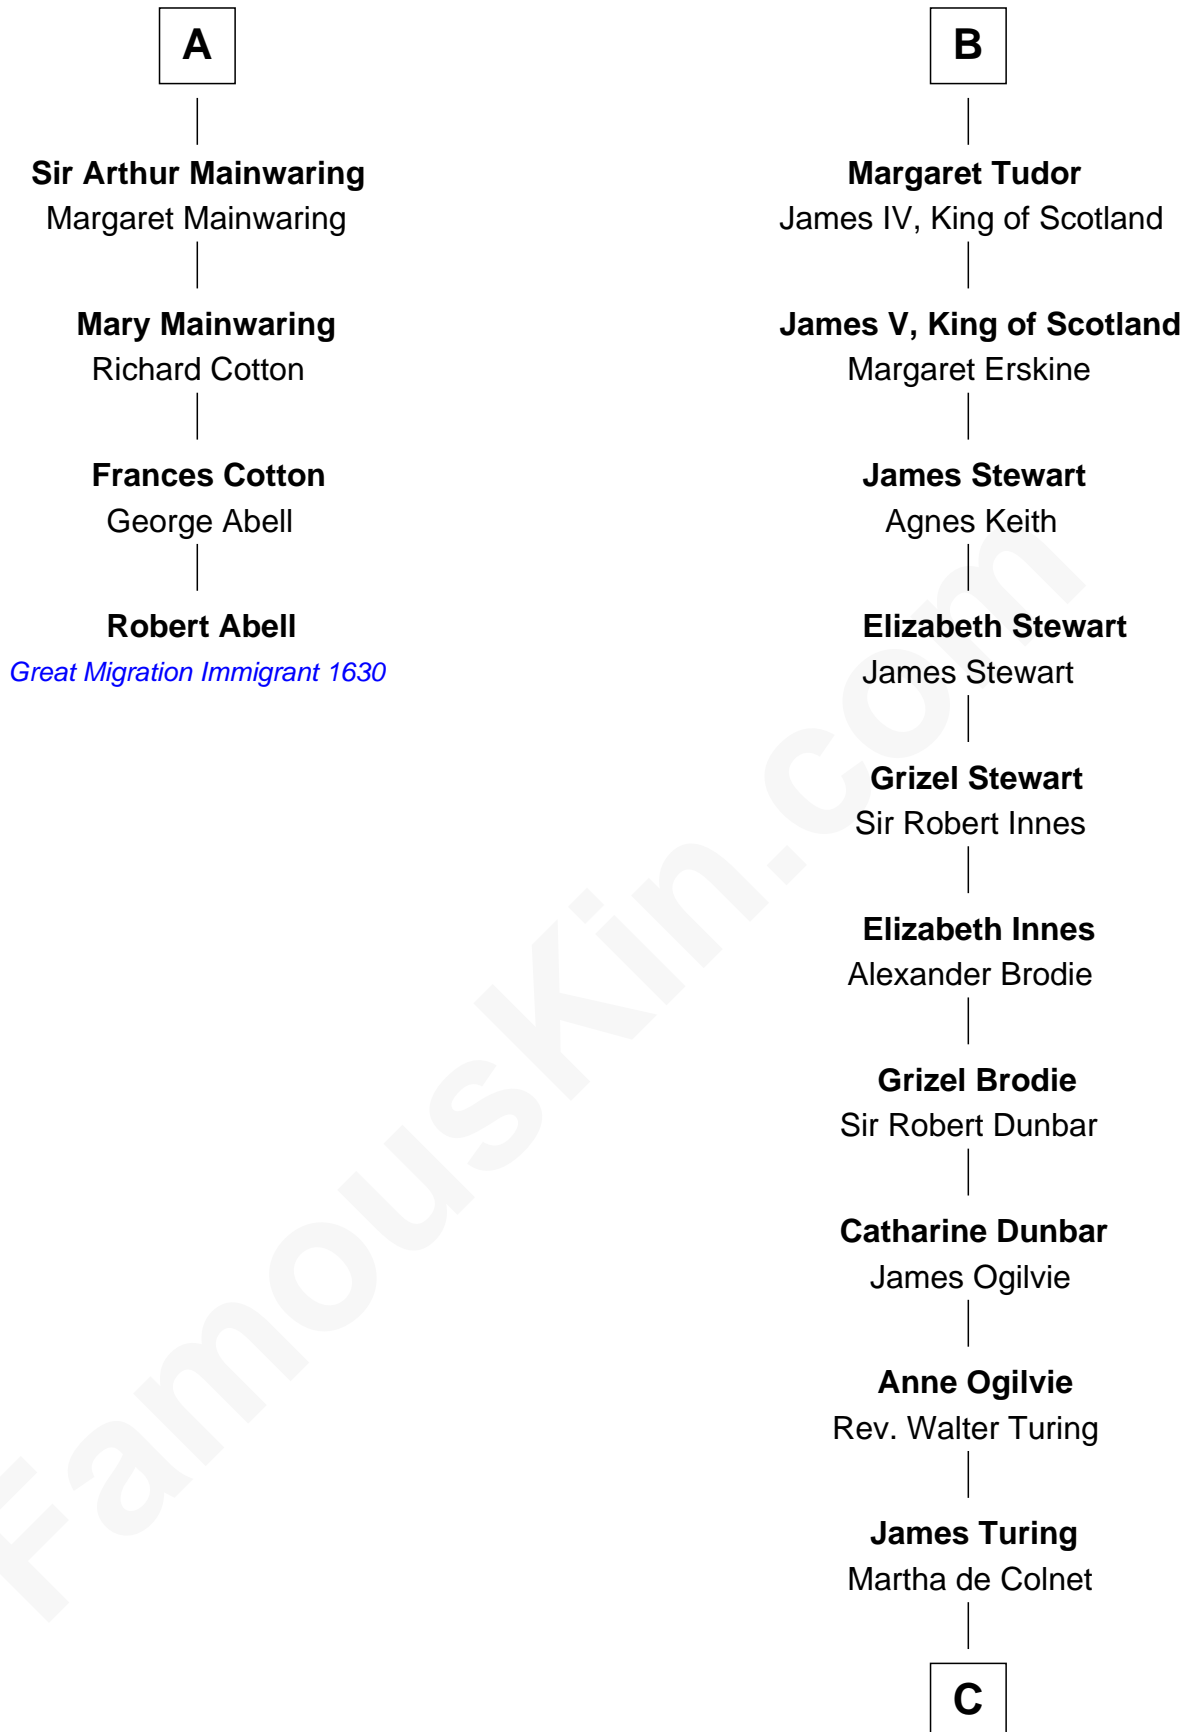 A
Sir Arthur Mainwaring
Margaret Mainwaring
Mary Mainwaring
Richard Cotton
Frances Cotton
George Abell
Robert Abell
Great Migration Immigrant 1630
B
Margaret Tudor
James IV, King of Scotland
James V, King of Scotland
Margaret Erskine
James Stewart
Agnes Keith
Elizabeth Stewart
James Stewart
Grizel Stewart
Sir Robert Innes
Elizabeth Innes
Alexander Brodie
Grizel Brodie
Sir Robert Dunbar
Catharine Dunbar
James Ogilvie
Anne Ogilvie
Rev. Walter Turing
James Turing
Martha de Colnet
C
FamousKin.com